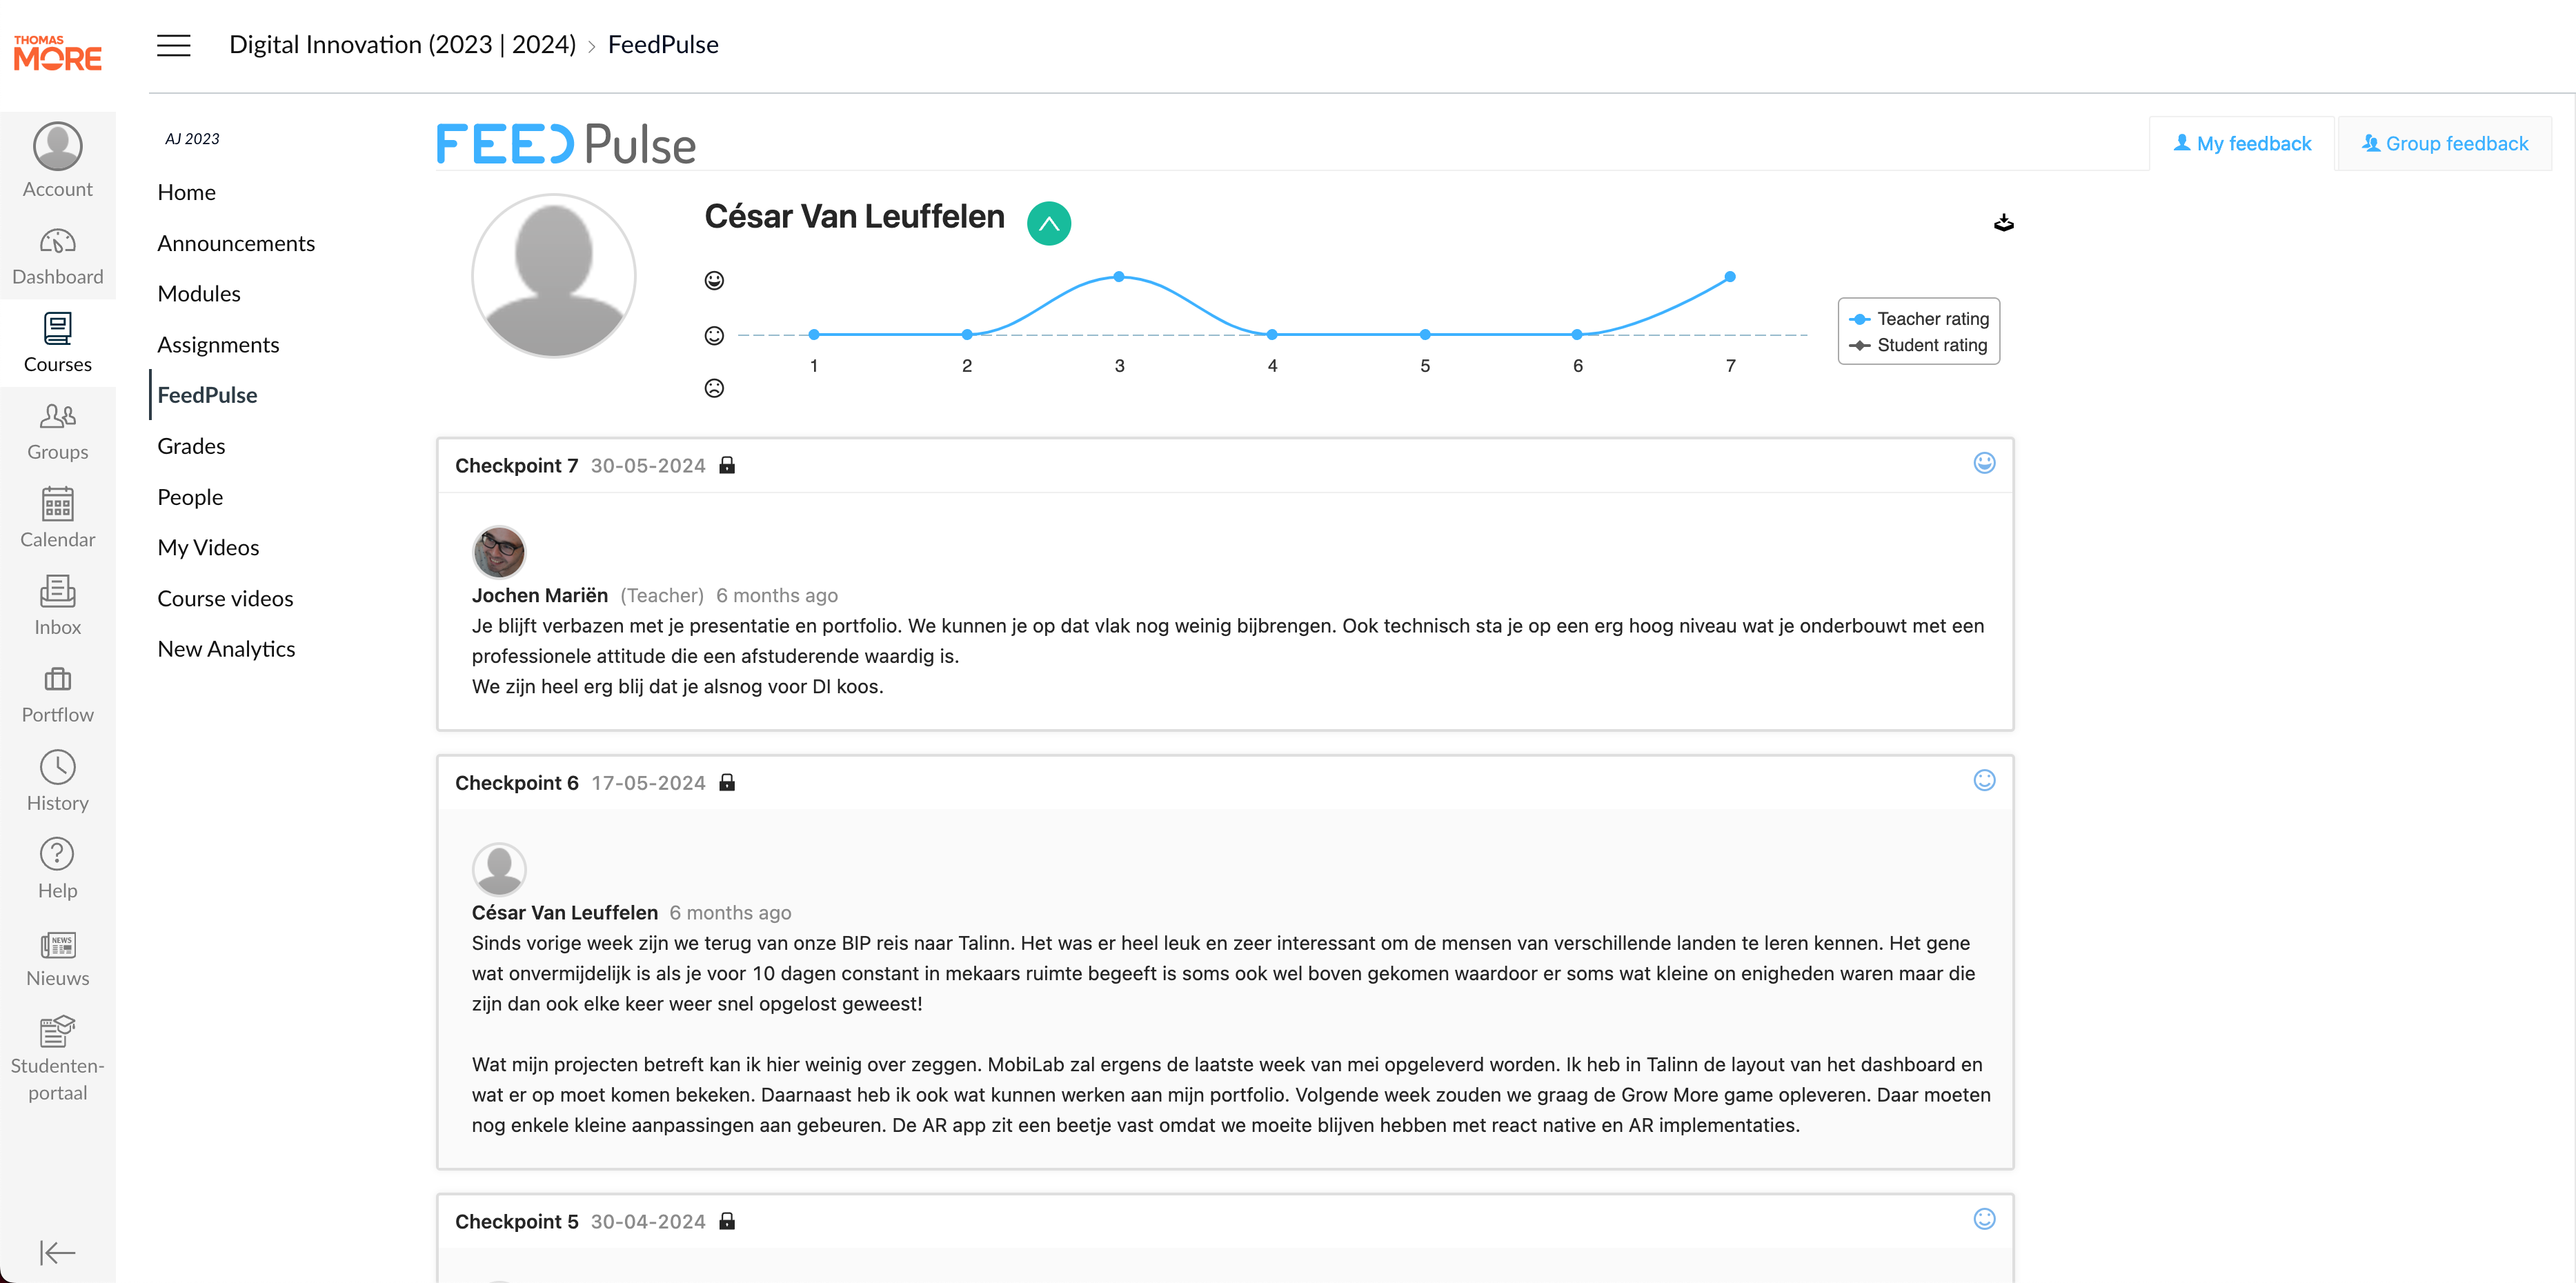 THOMAS
MORE
Digital Innovation (2023 | 2024) › FeedPulse
Account
Dashboard
Courses
Groups
Calendar
Inbox
Portflow
History
Help
NEWS
Nieuws
Studenten-
portaal
AJ 2023
Home
Announcements
Modules
Assignments
FeedPulse
Grades
People
My Videos
Course videos
New Analytics
FEED Pulse
My feedback
Group feedback
César Van Leuffelen
1 2 3 4 5 6 7
Teacher rating
Student rating
Checkpoint 7 30-05-2024
Jochen Mariën (Teacher) 6 months ago
Je blijft verbazen met je presentatie en portfolio. We kunnen je op dat vlak nog weinig bijbrengen. Ook technisch sta je op een erg hoog niveau wat je onderbouwt met een
professionele attitude die een afstuderende waardig is.
We zijn heel erg blij dat je alsnog voor DI koos.
Checkpoint 6 17-05-2024
César Van Leuffelen 6 months ago
Sinds vorige week zijn we terug van onze BIP reis naar Talinn. Het was er heel leuk en zeer interessant om de mensen van verschillende landen te leren kennen. Het gene
wat onvermijdelijk is als je voor 10 dagen constant in mekaars ruimte begeeft is soms ook wel boven gekomen waardoor er soms wat kleine on enigheden waren maar die
zijn dan ook elke keer weer snel opgelost geweest!
Wat mijn projecten betreft kan ik hier weinig over zeggen. MobiLab zal ergens de laatste week van mei opgeleverd worden. Ik heb in Talinn de layout van het dashboard en
wat er op moet komen bekeken. Daarnaast heb ik ook wat kunnen werken aan mijn portfolio. Volgende week zouden we graag de Grow More game opleveren. Daar moeten
nog enkele kleine aanpassingen aan gebeuren. De AR app zit een beetje vast omdat we moeite blijven hebben met react native en AR implementaties.
Checkpoint 5 30-04-2024